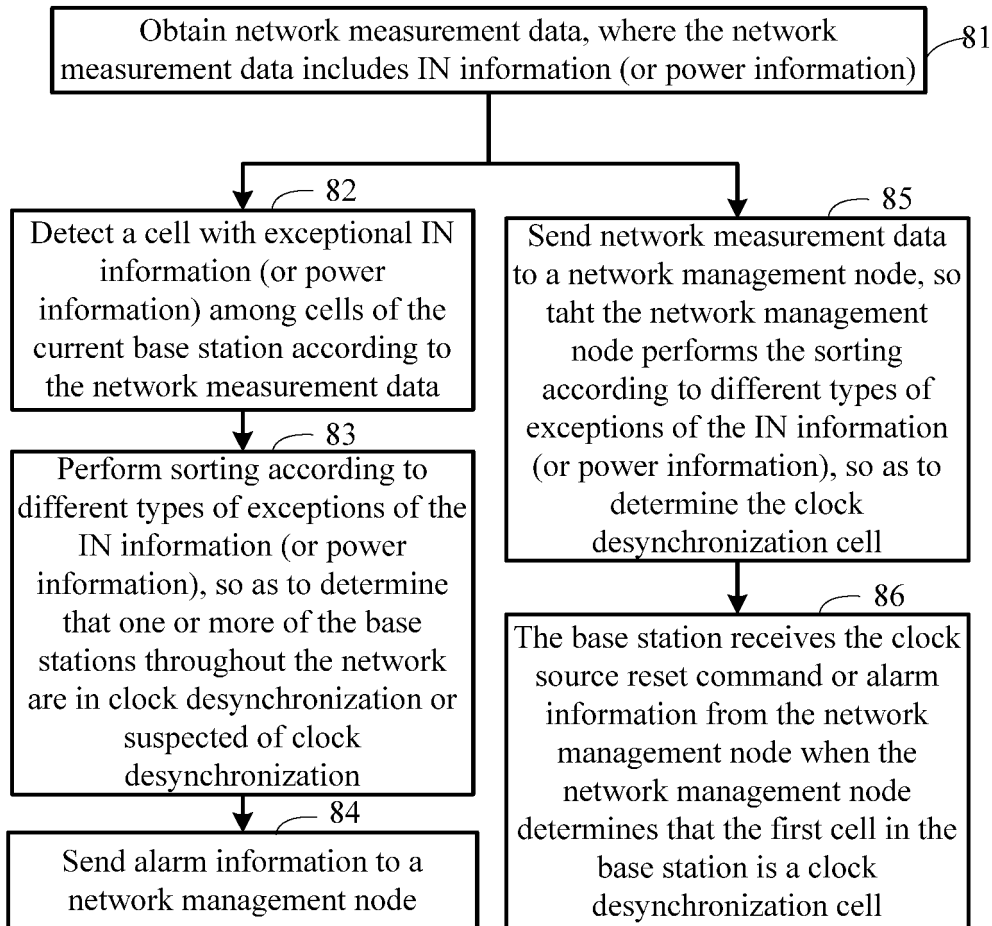 Obtain network measurement data, where the network
measurement data includes IN information (or power information)
81
82
Detect a cell with exceptional IN
information (or power
information) among cells of the
current base station according to
the network measurement data
83
Perform sorting according to
different types of exceptions of the
IN information (or power
information), so as to determine
that one or more of the base
stations throughout the network
are in clock desynchronization or
suspected of clock
desynchronization
84
Send alarm information to a
network management node
85
Send network measurement data
to a network management node, so
taht the network management
node performs the sorting
according to different types of
exceptions of the IN information
(or power information), so as to
determine the clock
desynchronization cell
86
The base station receives the clock
source reset command or alarm
information from the network
management node when the
network management node
determines that the first cell in the
base station is a clock
desynchronization cell